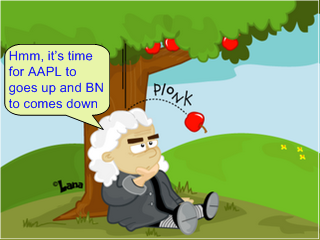 Hmm, it's time
for AAPL to
goes up and BN
to comes down
PLONK
©Lana